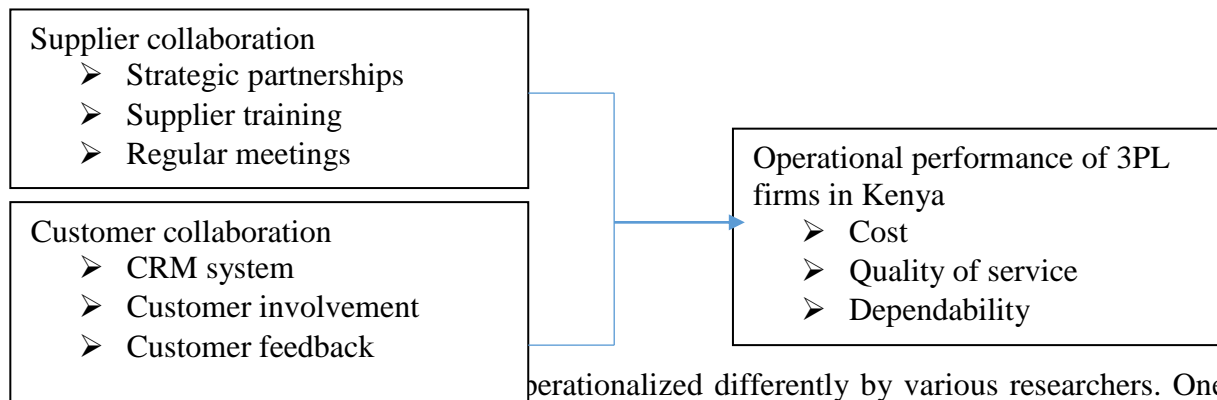 Supplier collaboration
➢ Strategic partnerships
➢ Supplier training
➢ Regular meetings
Customer collaboration
➢ CRM system
➢ Customer involvement
➢ Customer feedback
Operational performance of 3PL
firms in Kenya
➢ Cost
➢ Quality of service
➢ Dependability
perationalized differently by various researchers. One